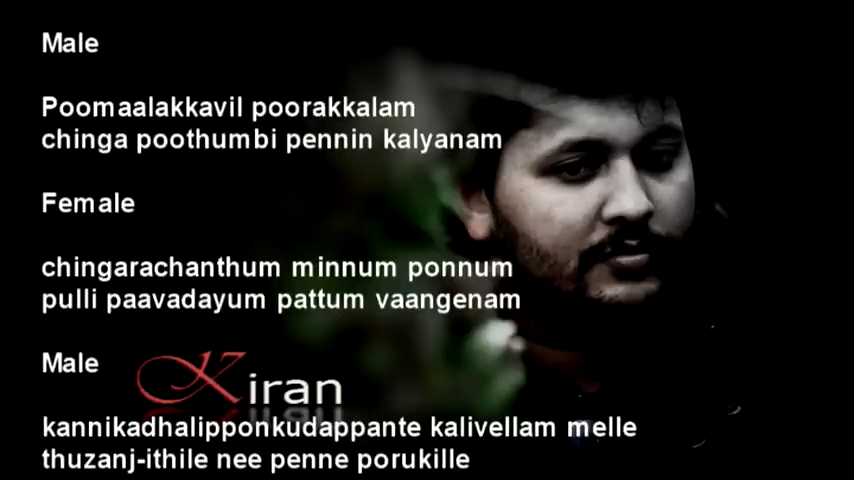 Male
Poomaalakkavil poorakkalam
chinga poothumbi pennin kalyanam
Female
chingarachanthum minnum ponnum
pulli paavadayum pattum vaangenam
Male
Kiran
kannikadhalipponkudappante kalivellam melle
thuzanj-ithile nee penne porukille